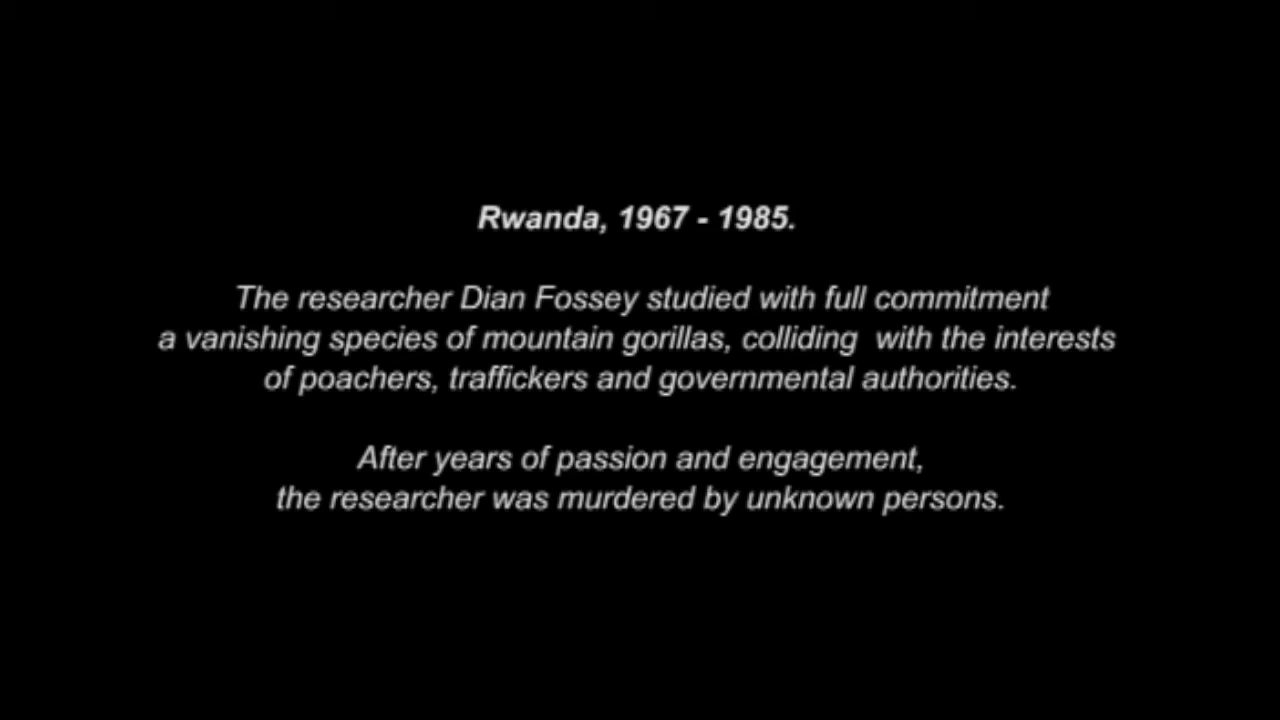 Rwanda, 1967 - 1985.
The researcher Dian Fossey studied with full commitment
a vanishing species of mountain gorillas, colliding  with the interests
of poachers, traffickers and governmental authorities.
After years of passion and engagement,
the researcher was murdered by unknown persons.